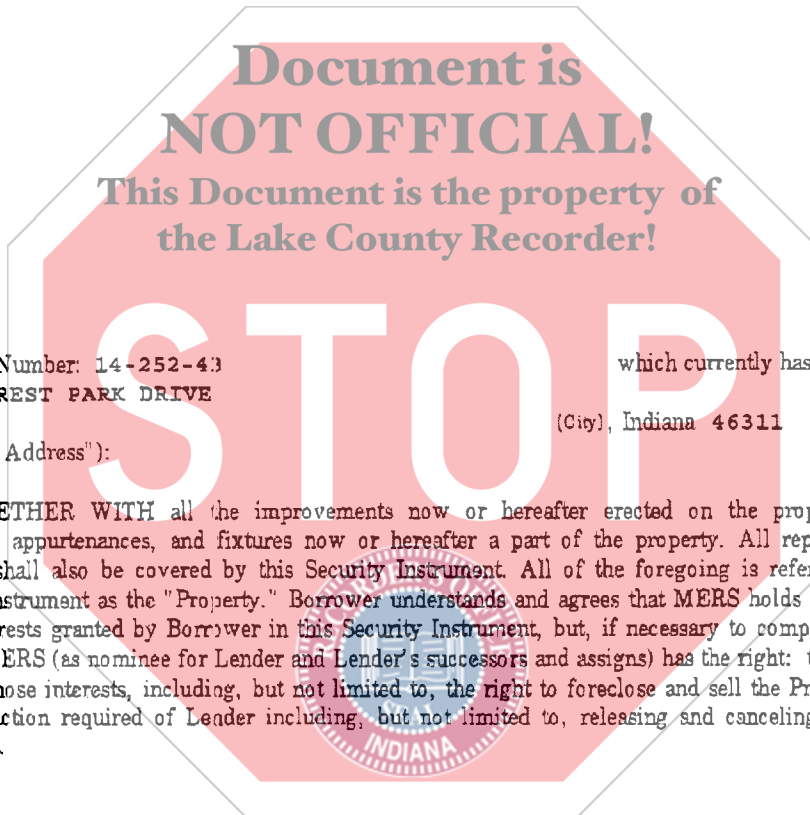 Document is
NOT OFFICIAL!
This Document is the property of
the Lake County Recorder!
STOP
Number: 14-252-43 which currently has
REST PARK DRIVE
[City], Indiana 46311
Address"):
ETHER WITH all the improvements now or hereafter erected on the prop
appurtenances, and fixtures now or hereafter a part of the property. All rep
shall also be covered by this Security Instrument. All of the foregoing is refer
strument as the "Property." Borrower understands and agrees that MERS holds
rests granted by Borrower in this Security Instrument, but, if necessary to comp
ERS (as nominee for Lender and Lender's successors and assigns) has the right: t
ose interests, including, but not limited to, the right to foreclose and sell the Pr
ction required of Lender including, but not limited to, releasing and canceling
SEAL
INDIANA